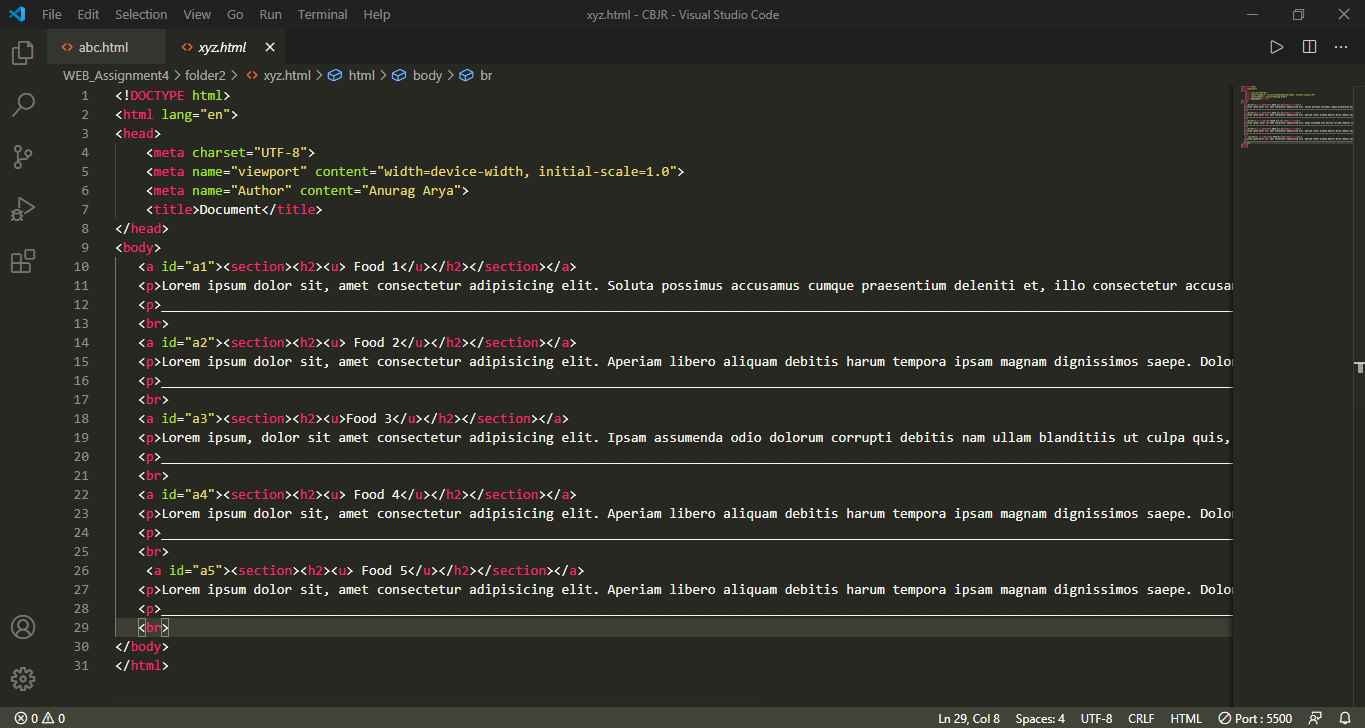 File Edit Selection View Go Run Terminal Help xyz.html - CBJR - Visual Studio Code
abc.html xyz.html
WEB_Assignment4 > folder2 > xyz.html > html > body > br
1 <!DOCTYPE html>
2 <html lang="en">
3 <head>
4 <meta charset="UTF-8">
5 <meta name="viewport" content="width=device-width, initial-scale=1.0">
6 <meta name="Author" content="Anurag Arya">
7 <title>Document</title>
8 </head>
9 <body>
10 <a id="a1"><section><h2><u> Food 1</u></h2></section></a>
11 <p>Lorem ipsum dolor sit, amet consectetur adipisicing elit. Soluta possimus accusamus cumque praesentium deleniti et, illo consectetur accusa
12 <p>____________________
13 <br>
14 <a id="a2"><section><h2><u> Food 2</u></h2></section></a>
15 <p>Lorem ipsum dolor sit, amet consectetur adipisicing elit. Aperiam libero aliquam debitis harum tempora ipsam magnam dignissimos saepe. Dolo
16 <p>____________________
17 <br>
18 <a id="a3"><section><h2><u>Food 3</u></h2></section></a>
19 <p>Lorem ipsum, dolor sit amet consectetur adipisicing elit. Ipsam assumenda odio dolorum corrupti debitis nam ullam blanditiis ut culpa quis,
20 <p>____________________
21 <br>
22 <a id="a4"><section><h2><u> Food 4</u></h2></section></a>
23 <p>Lorem ipsum dolor sit, amet consectetur adipisicing elit. Aperiam libero aliquam debitis harum tempora ipsam magnam dignissimos saepe. Dolo
24 <p>____________________
25 <br>
26 <a id="a5"><section><h2><u> Food 5</u></h2></section></a>
27 <p>Lorem ipsum dolor sit, amet consectetur adipisicing elit. Aperiam libero aliquam debitis harum tempora ipsam magnam dignissimos saepe. Dolo
28 <p>____________________
29 <br>
30 </body>
31 </html>
0 0 Ln 29, Col 8 Spaces: 4 UTF-8 CRLF HTML Port : 5500